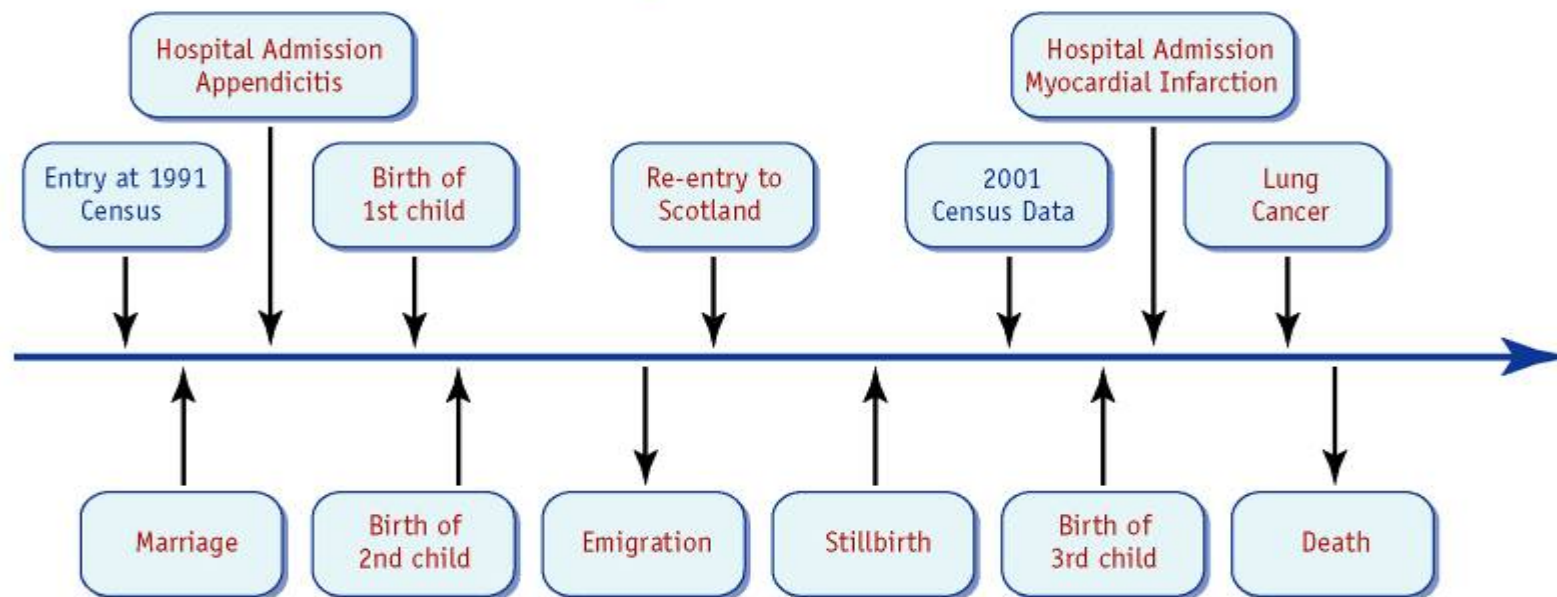 Hospital Admission
Appendicitis
Hospital Admission
Myocardial Infarction
Entry at 1991
Census
Birth of
1st child
Re-entry to
Scotland
2001
Census Data
Lung
Cancer
Marriage
Birth of
2nd child
Emigration
Stillbirth
Birth of
3rd child
Death